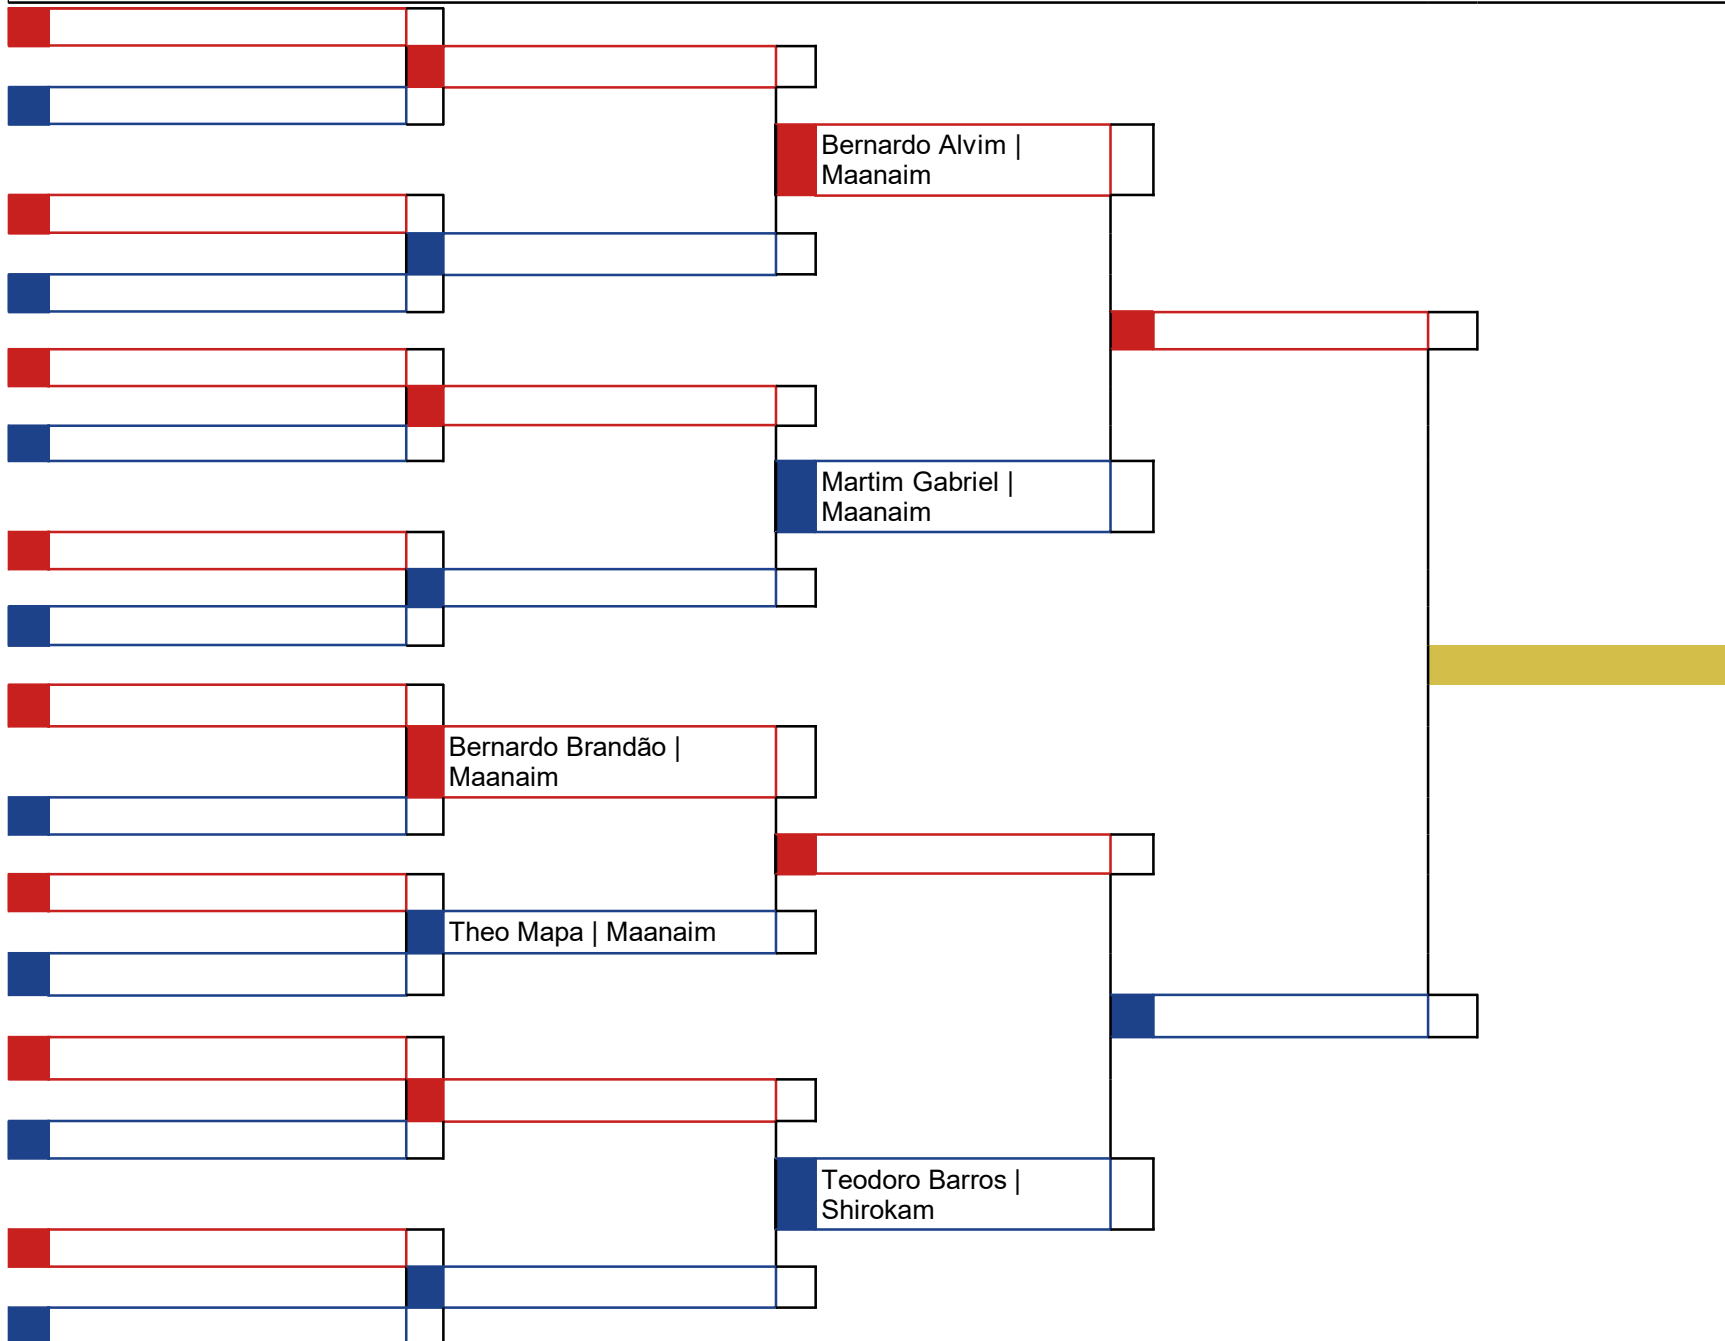 Bernardo Alvim |
Maanaim
Martim Gabriel |
Maanaim
Bernardo Brandão |
Maanaim
Theo Mapa | Maanaim
Teodoro Barros |
Shirokam